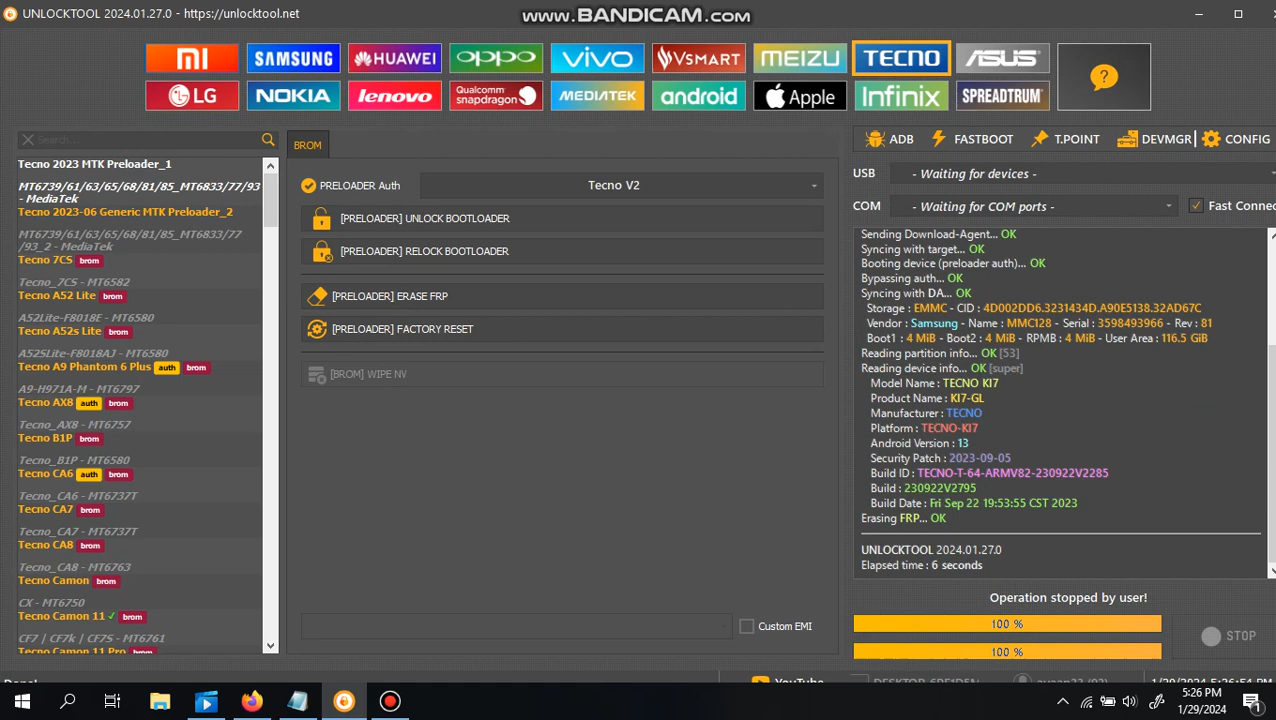 UNLOCKTOOL 2024.01.27.0 - https://unlocktool.net
www.BANDICAM.com
MI SAMSUNG HUAWEI oppo vivo VSMART MEIZU TECNO ASUS ?
LG NOKIA lenovo Qualcomm snapdragon MEDIATEK android Apple Infinix SPREADTRUM
Search...
Tecno 2023 MTK Preloader_1
MT6739/61/63/65/68/81/85_MT6833/77/93
- MediaTek
Tecno 2023-06 Generic MTK Preloader_2
MT6739/61/63/65/68/81/85_MT6833/77
/93_2 - MediaTek
Tecno 7CS brom
Tecno_7CS - MT6582
Tecno A52 Lite brom
A52Lite-F8018E - MT6580
Tecno A52s Lite brom
A52SLite-F8018AJ - MT6580
Tecno A9 Phantom 6 Plus auth brom
A9-H971A-M - MT6797
Tecno AX8 auth brom
Tecno_AX8 - MT6757
Tecno B1P brom
Tecno_B1P - MT6580
Tecno CA6 auth brom
Tecno_CA6 - MT6737T
Tecno CA7 brom
Tecno_CA7 - MT6737T
Tecno CA8 brom
Tecno_CA8 - MT6763
Tecno Camon brom
CX - MT6750
Tecno Camon 11 ✓ brom
CF7 | CF7k | CF7S - MT6761
Tecno Camon 11 Pro brom
BROM
PRELOADER Auth
Tecno V2
[PRELOADER] UNLOCK BOOTLOADER
[PRELOADER] RELOCK BOOTLOADER
[PRELOADER] ERASE FRP
[PRELOADER] FACTORY RESET
[BROM] WIPE NV
Custom EMI
ADB FASTBOOT T.POINT DEVMGR CONFIG
USB - Waiting for devices -
COM - Waiting for COM ports - Fast Connec
Sending Download-Agent... OK
Syncing with target... OK
Booting device (preloader auth)... OK
Bypassing auth... OK
Syncing with DA... OK
Storage : EMMC - CID : 4D002DD6.3231434D.A90E5138.32AD67C
Vendor : Samsung - Name : MMC128 - Serial : 3598493966 - Rev : 81
Boot1 : 4 MiB - Boot2 : 4 MiB - RPMB : 4 MiB - User Area : 116.5 GiB
Reading partition info... OK [53]
Reading device info... OK [super]
Model Name : TECNO KI7
Product Name : KI7-GL
Manufacturer : TECNO
Platform : TECNO-KI7
Android Version : 13
Security Patch : 2023-09-05
Build ID : TECNO-T-64-ARMV82-230922V2285
Build : 230922V2795
Build Date : Fri Sep 22 19:53:55 CST 2023
Erasing FRP... OK
UNLOCKTOOL 2024.01.27.0
Elapsed time : 6 seconds
Operation stopped by user!
100 %
100 %
STOP
YouTube
5:26 PM
1/29/2024
1